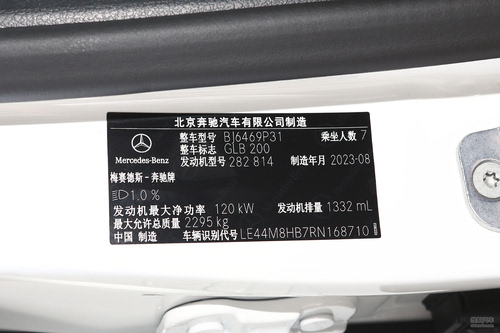 北京奔驰汽车有限公司制造
整车型号 BJ6469P31 乘坐人数 7
整车标志 GLB 200
发动机型号 282 814 制造年月 2023-08
Mercedes-Benz
梅赛德斯-奔驰牌
1.0 %
发动机最大净功率 120 kW 发动机排量 1332 mL
最大允许总质量 2295 kg
中国 制造 车辆识别代号 LE44M8HB7RN168710